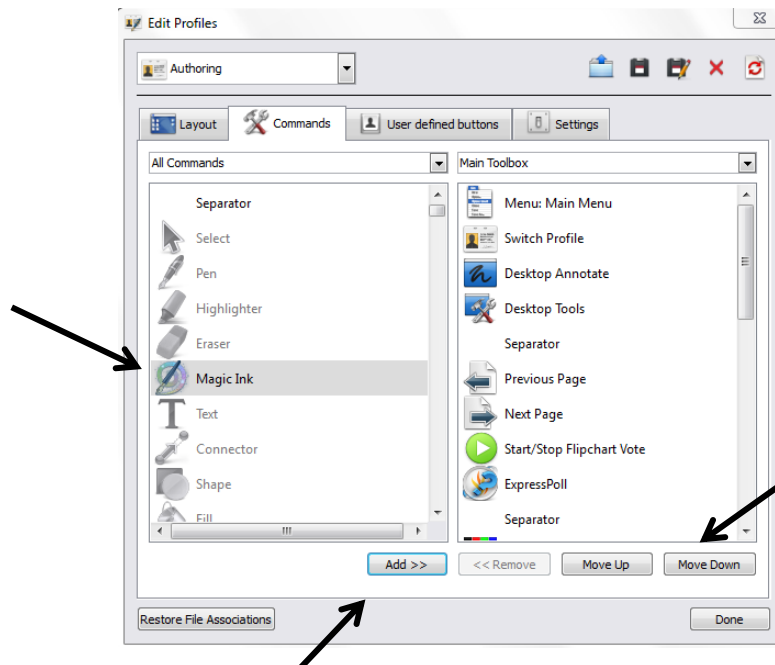 Edit Profiles
Authoring
Layout
Commands
User defined buttons
Settings
All Commands
Main Toolbox
Separator
Select
Pen
Highlighter
Eraser
Magic Ink
Text
Connector
Shape
Fill
Menu: Main Menu
Switch Profile
Desktop Annotate
Desktop Tools
Separator
Previous Page
Next Page
Start/Stop Flipchart Vote
ExpressPoll
Separator
Add >>
<< Remove
Move Up
Move Down
Restore File Associations
Done